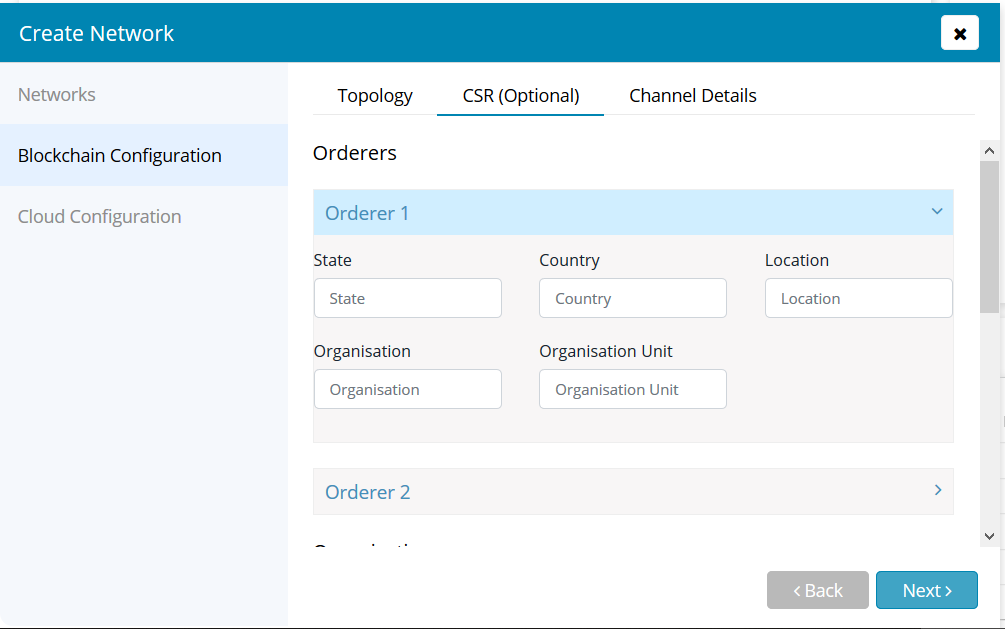 Create Network
Networks
Blockchain Configuration
Cloud Configuration
Topology CSR (Optional) Channel Details
Orderers
Orderer 1
State Country Location
State Country Location
Organisation Organisation Unit
Organisation Organisation Unit
Orderer 2
Back Next